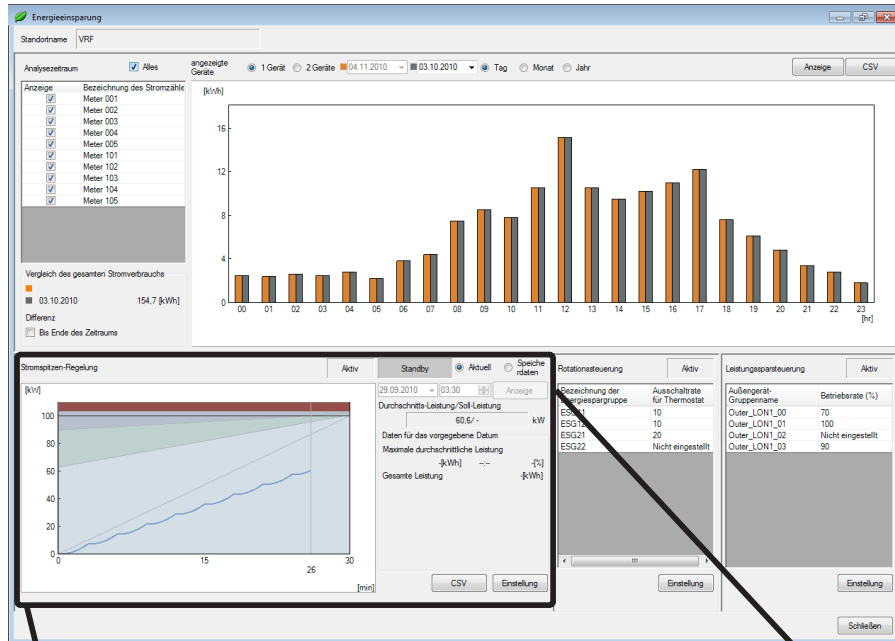 Energieeinsparung
Standortname VRF
Analysezeitraum Alles
angezeigte Geräte 1 Gerät 2 Geräte 04.11.2010 03.10.2010 Tag Monat Jahr Anzeige CSV
Anzeige Bezeichnung des Stromzähle
Meter 001
Meter 002
Meter 003
Meter 004
Meter 005
Meter 101
Meter 102
Meter 103
Meter 104
Meter 105
[kWh]
16
12
8
4
0
00 01 02 03 04 05 06 07 08 09 10 11 12 13 14 15 16 17 18 19 20 21 22 23
[hr]
Vergleich des gesamten Stromverbrauchs
03.10.2010 154,7 [kWh]
Differenz
Bis Ende des Zeitraums
Stromspitzen-Regelung Aktiv Standby Aktuell Speiche rdaten
[kW]
100
80
60
40
20
0
0 15 30
26
[min]
29.09.2010 03:30 Anzeige
Durchschnitts-Leistung/Soll-Leistung
60,6/ - kW
Daten für das vorgegebene Datum
Maximale durchschnittliche Leistung
-[kWh] --:-- -[%]
Gesamte Leistung -[kWh]
CSV Einstellung
Rotationssteuerung Aktiv
Bezeichnung der Energiespargruppe Ausschaltrate für Thermostat
ESG11 10
ESG12 10
ESG21 20
ESG22 Nicht eingestellt
Einstellung
Leistungssparsteuerung Aktiv
Außengerät-Gruppenname Betriebsrate (%)
Outer_LON1_00 70
Outer_LON1_01 100
Outer_LON1_02 Nicht eingestellt
Outer_LON1_03 90
Einstellung
Schließen